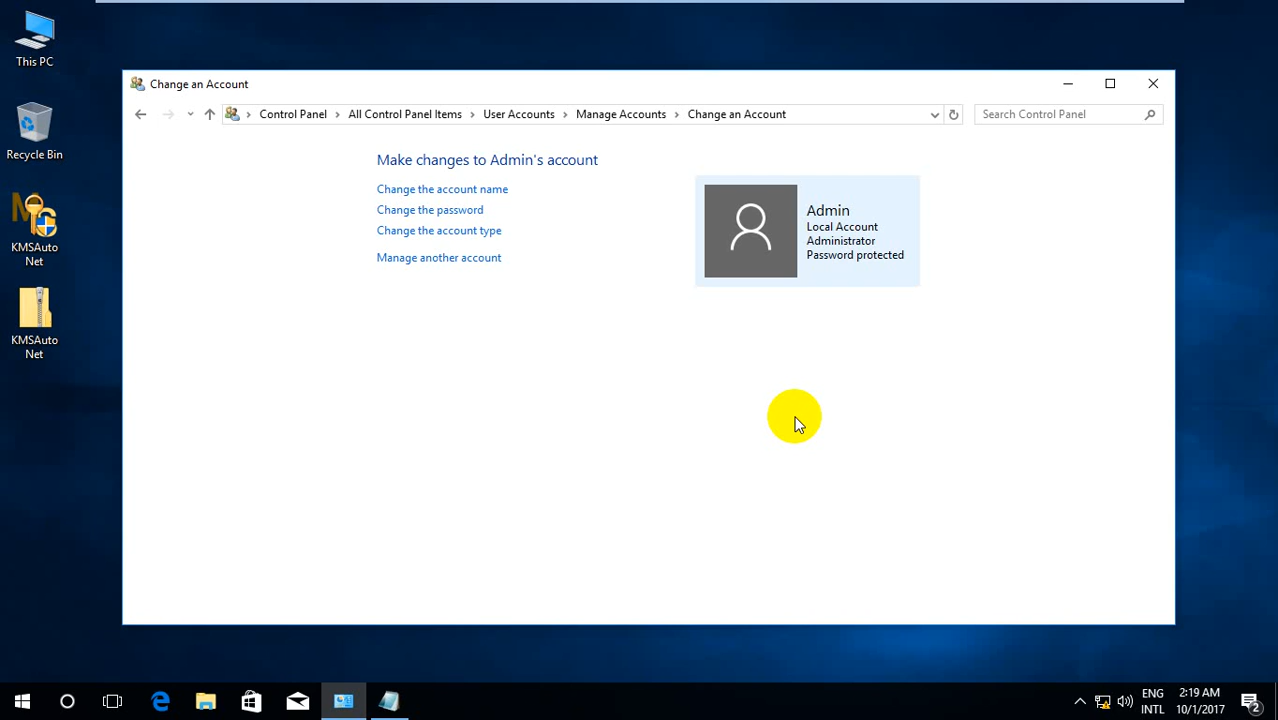 This PC
Recycle Bin
KMSAuto
Net
KMSAuto
Net
Change an Account
Control Panel
All Control Panel Items
User Accounts
Manage Accounts
Change an Account
Search Control Panel
Make changes to Admin's account
Change the account name
Change the password
Change the account type
Manage another account
Admin
Local Account
Administrator
Password protected
ENG
INTL
2:19 AM
10/1/2017
2